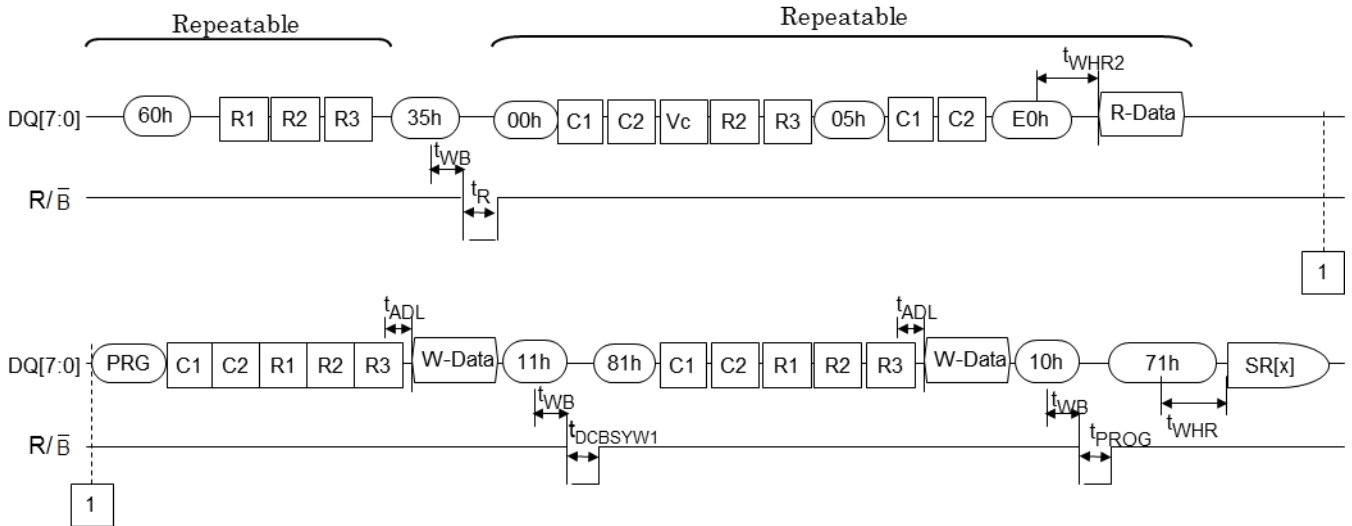 Repeatable Repeatable
tWHR2
DQ[7:0] 60h R1 R2 R3 35h 00h C1 C2 Vc R2 R3 05h C1 C2 E0h R-Data
tWB
tR
R/B̅
1
tADL tADL
DQ[7:0] PRG C1 C2 R1 R2 R3 W-Data 11h 81h C1 C2 R1 R2 R3 W-Data 10h 71h SR[x]
tWB tWB tWHR
tDCBSYW1 tPROG
R/B̅
1